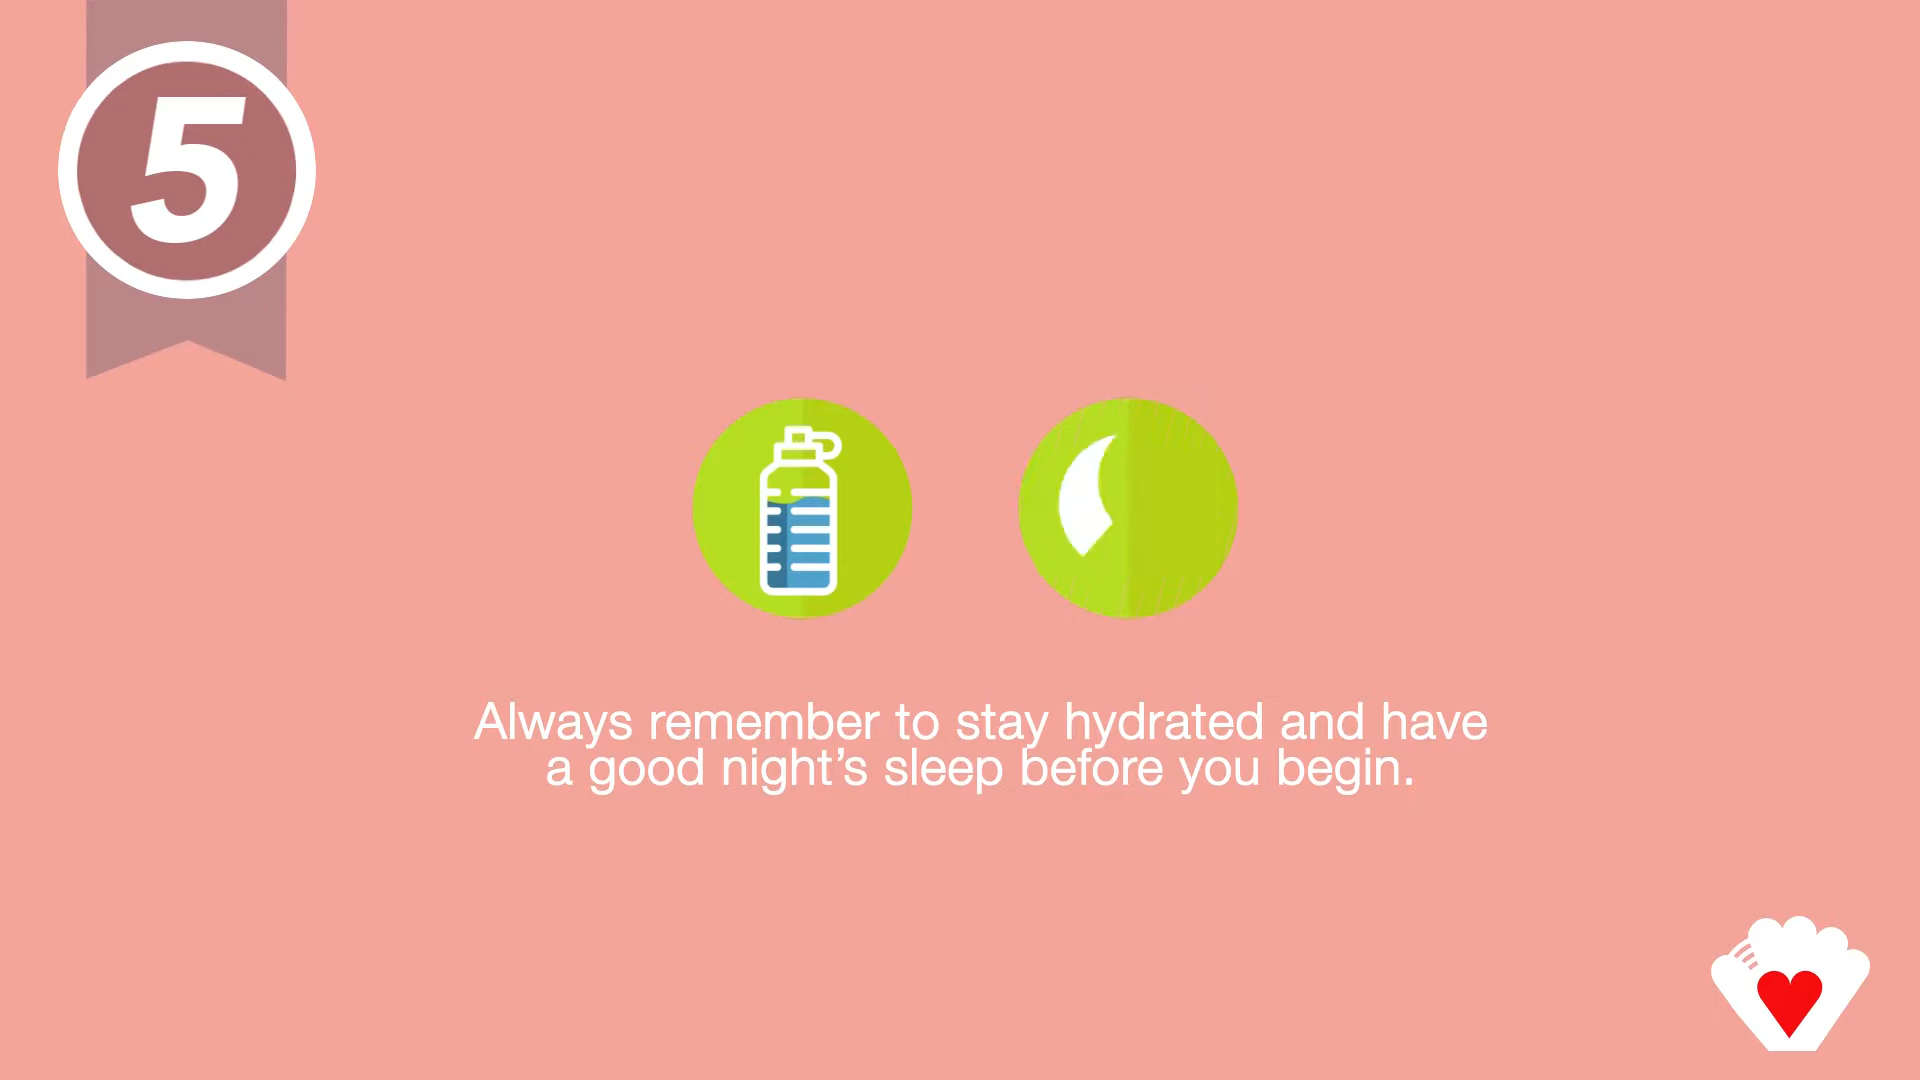 5
Always remember to stay hydrated and have
a good night’s sleep before you begin.